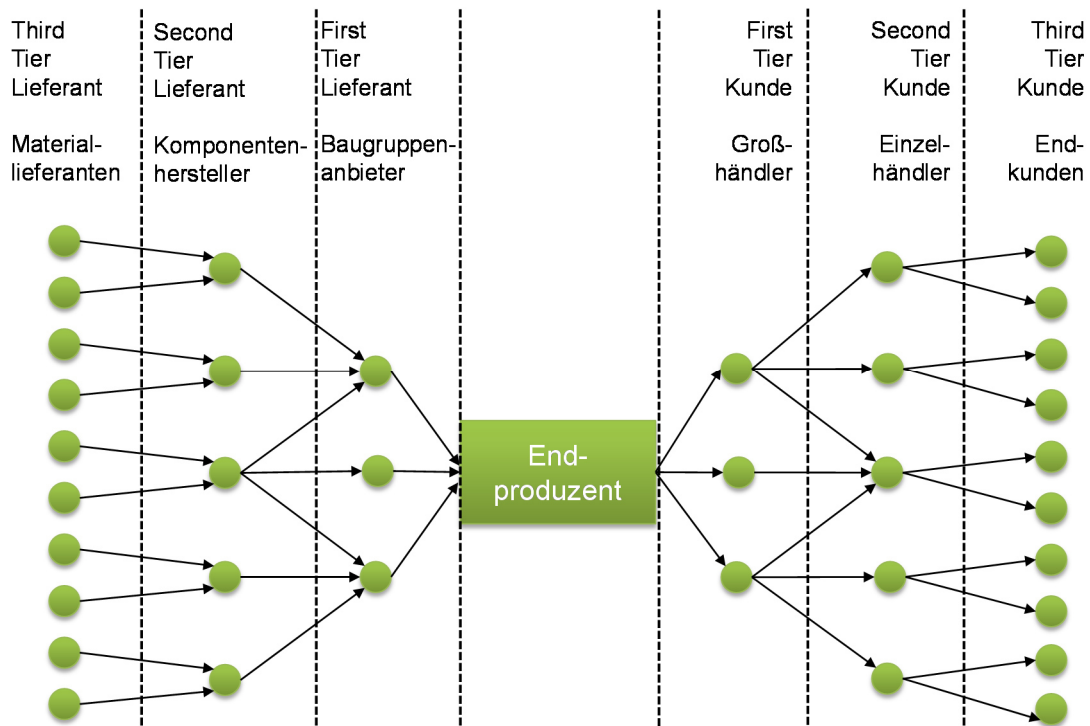 Third
Tier
Lieferant
Material-
lieferanten
Second
Tier
Lieferant
Komponenten-
hersteller
First
Tier
Lieferant
Baugruppen-
anbieter
End-
produzent
First
Tier
Kunde
Groß-
händler
Second
Tier
Kunde
Einzel-
händler
Third
Tier
Kunde
End-
kunden